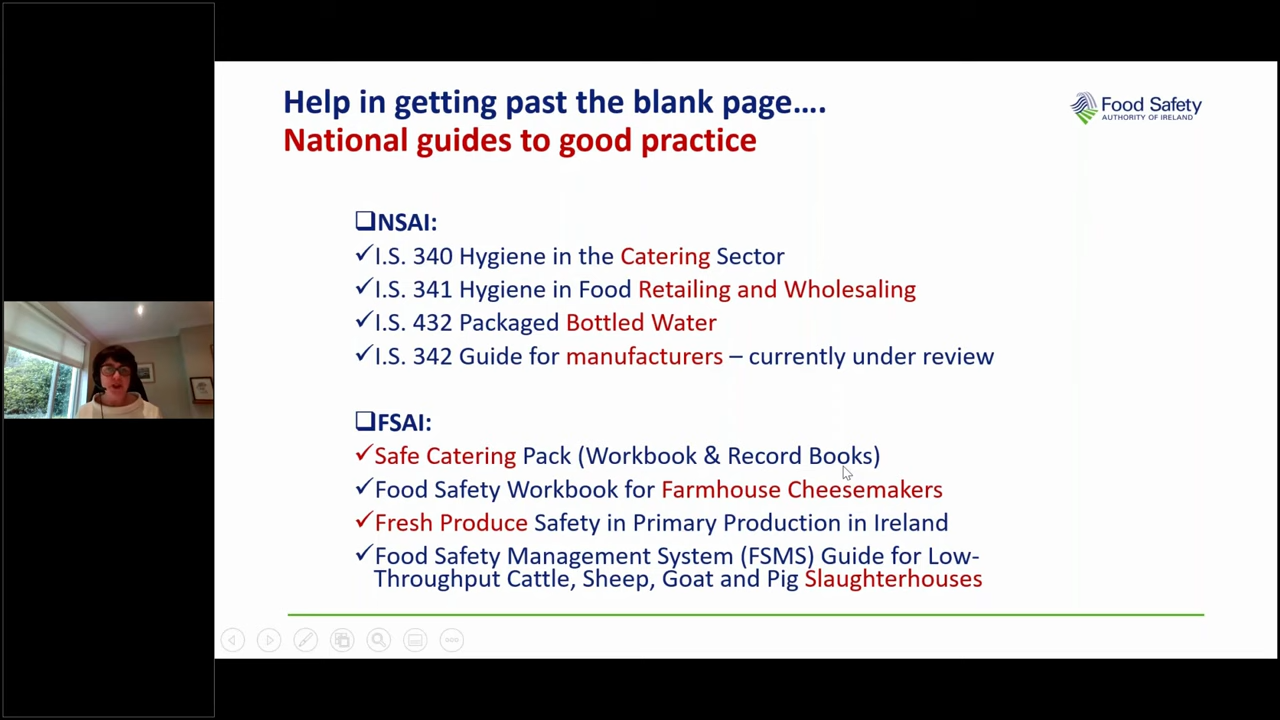 Help in getting past the blank page….
National guides to good practice
Food Safety
AUTHORITY OF IRELAND
NSAI:
I.S. 340 Hygiene in the Catering Sector
I.S. 341 Hygiene in Food Retailing and Wholesaling
I.S. 432 Packaged Bottled Water
I.S. 342 Guide for manufacturers – currently under review
FSAI:
Safe Catering Pack (Workbook & Record Books)
Food Safety Workbook for Farmhouse Cheesemakers
Fresh Produce Safety in Primary Production in Ireland
Food Safety Management System (FSMS) Guide for Low-
Throughput Cattle, Sheep, Goat and Pig Slaughterhouses